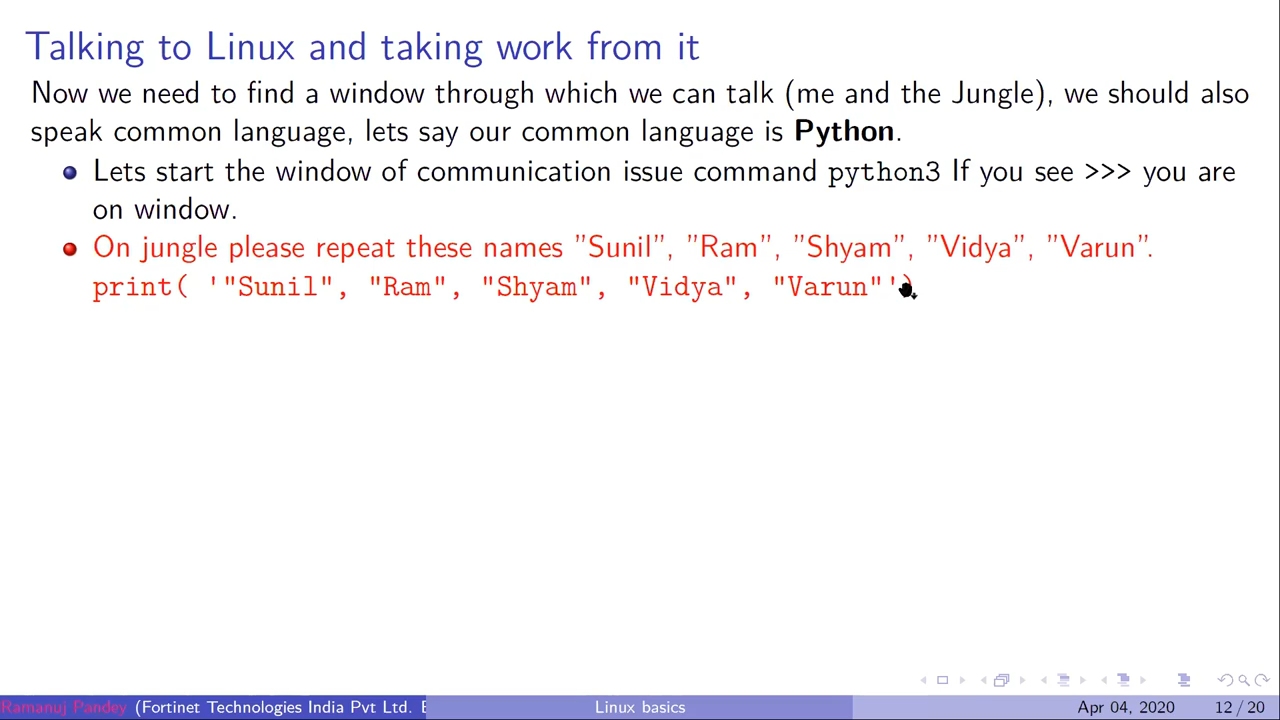 Talking to Linux and taking work from it
Now we need to find a window through which we can talk (me and the Jungle), we should also
speak common language, lets say our common language is Python.
Lets start the window of communication issue command python3 If you see >>> you are
on window.
On jungle please repeat these names ”Sunil”, ”Ram”, ”Shyam”, ”Vidya”, ”Varun”.
print( '"Sunil", "Ram", "Shyam", "Vidya", "Varun"')
Ramanuj Pandey (Fortinet Technologies India Pvt Ltd. Linux basics Apr 04, 2020 12 / 20